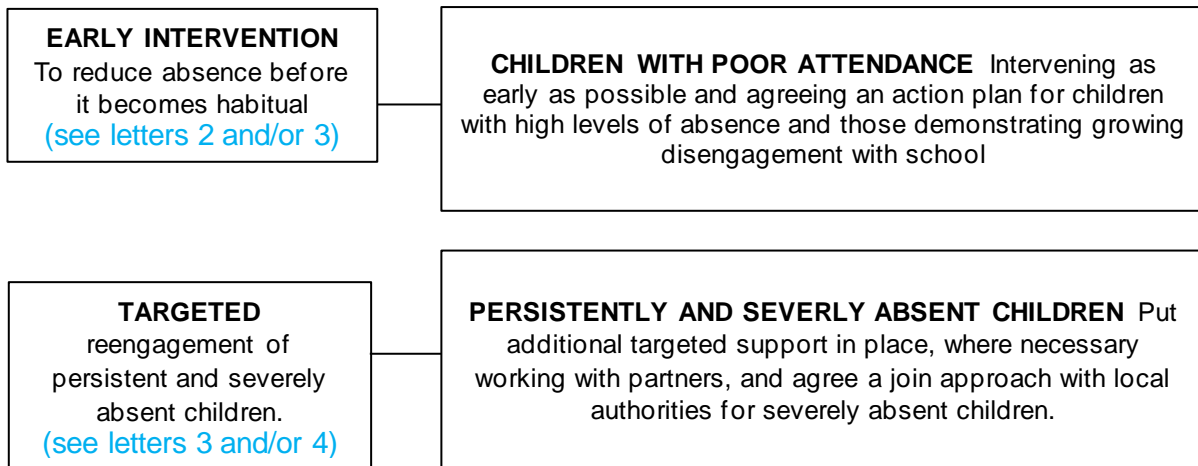 EARLY INTERVENTION
To reduce absence before
it becomes habitual
(see letters 2 and/or 3)
CHILDREN WITH POOR ATTENDANCE Intervening as
early as possible and agreeing an action plan for children
with high levels of absence and those demonstrating growing
disengagement with school
TARGETED
reengagement of
persistent and severely
absent children.
(see letters 3 and/or 4)
PERSISTENTLY AND SEVERLY ABSENT CHILDREN Put
additional targeted support in place, where necessary
working with partners, and agree a join approach with local
authorities for severely absent children.